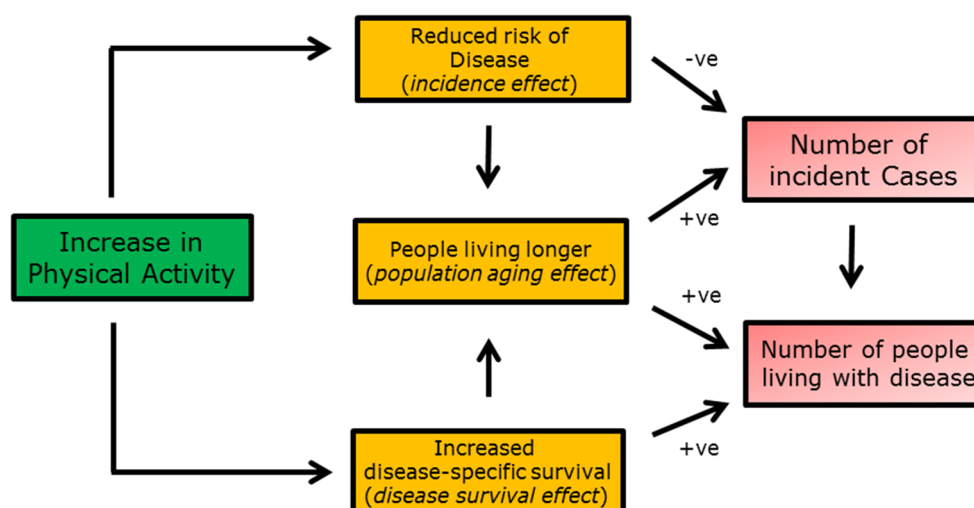 Reduced risk of
Disease
(incidence effect)
-ve
Number of
incident Cases
+ve
Increase in
Physical Activity
People living longer
(population aging effect)
+ve
Number of people
living with disease
+ve
Increased
disease-specific survival
(disease survival effect)